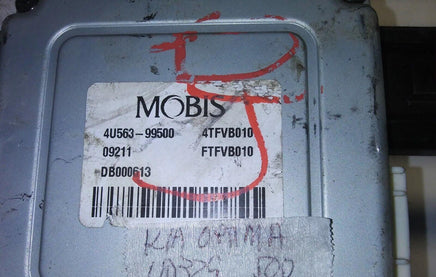 MOBIS
4U563-99500 4TFVB010
09211 FTFVB010
DB000613
KIA OPTIMA